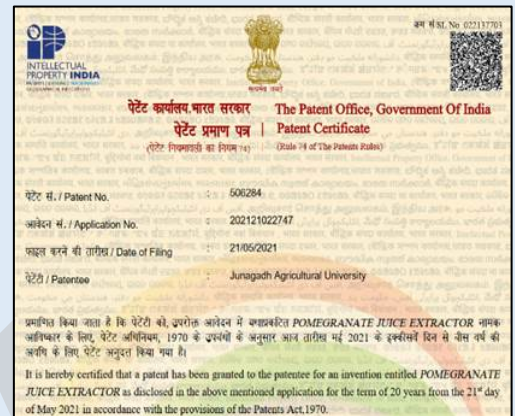 क्रम सं/SL No: 022137703
INTELLECTUAL
PROPERTY INDIA
सत्यमेव जयते
पेटेंट कार्यालय,भारत सरकार The Patent Office, Government Of India
पेटेंट प्रमाण पत्र | Patent Certificate
(पेटेंट नियमावली का नियम 74) (Rule 74 of The Patents Rules)
पेटेंट सं. / Patent No. : 506284
आवेदन सं. / Application No. : 202121022747
फाइल करने की तारीख / Date of Filing : 21/05/2021
पेटेंटी / Patentee : Junagadh Agricultural University
प्रमाणित किया जाता है कि पेटेंटी को, उपरोक्त आवेदन में यथाप्रकटित POMEGRANATE JUICE EXTRACTOR नामक
आविष्कार के लिए, पेटेंट अधिनियम, 1970 के उपबंधों के अनुसार आज तारीख मई 2021 के इक्कीसवें दिन से बीस वर्ष की
अवधि के लिए पेटेंट अनुदत्त किया गया है।
It is hereby certified that a patent has been granted to the patentee for an invention entitled POMEGRANATE
JUICE EXTRACTOR as disclosed in the above mentioned application for the term of 20 years from the 21st day
of May 2021 in accordance with the provisions of the Patents Act,1970.